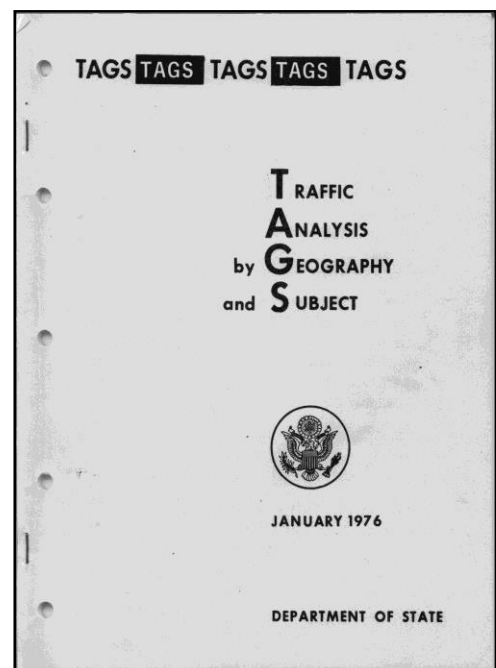 TAGS TAGS TAGS TAGS TAGS
TRAFFIC
ANALYSIS
by GEOGRAPHY
and SUBJECT
JANUARY 1976
DEPARTMENT OF STATE